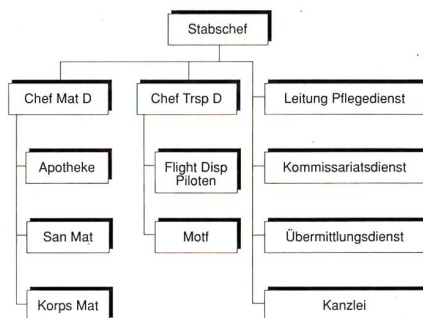 Stabschef
Chef Mat D
Chef Trsp D
Leitung Pflegedienst
Apotheke
Flight Disp
Piloten
Kommissariatsdienst
San Mat
Motf
Übermittlungsdienst
Korps Mat
Kanzlei